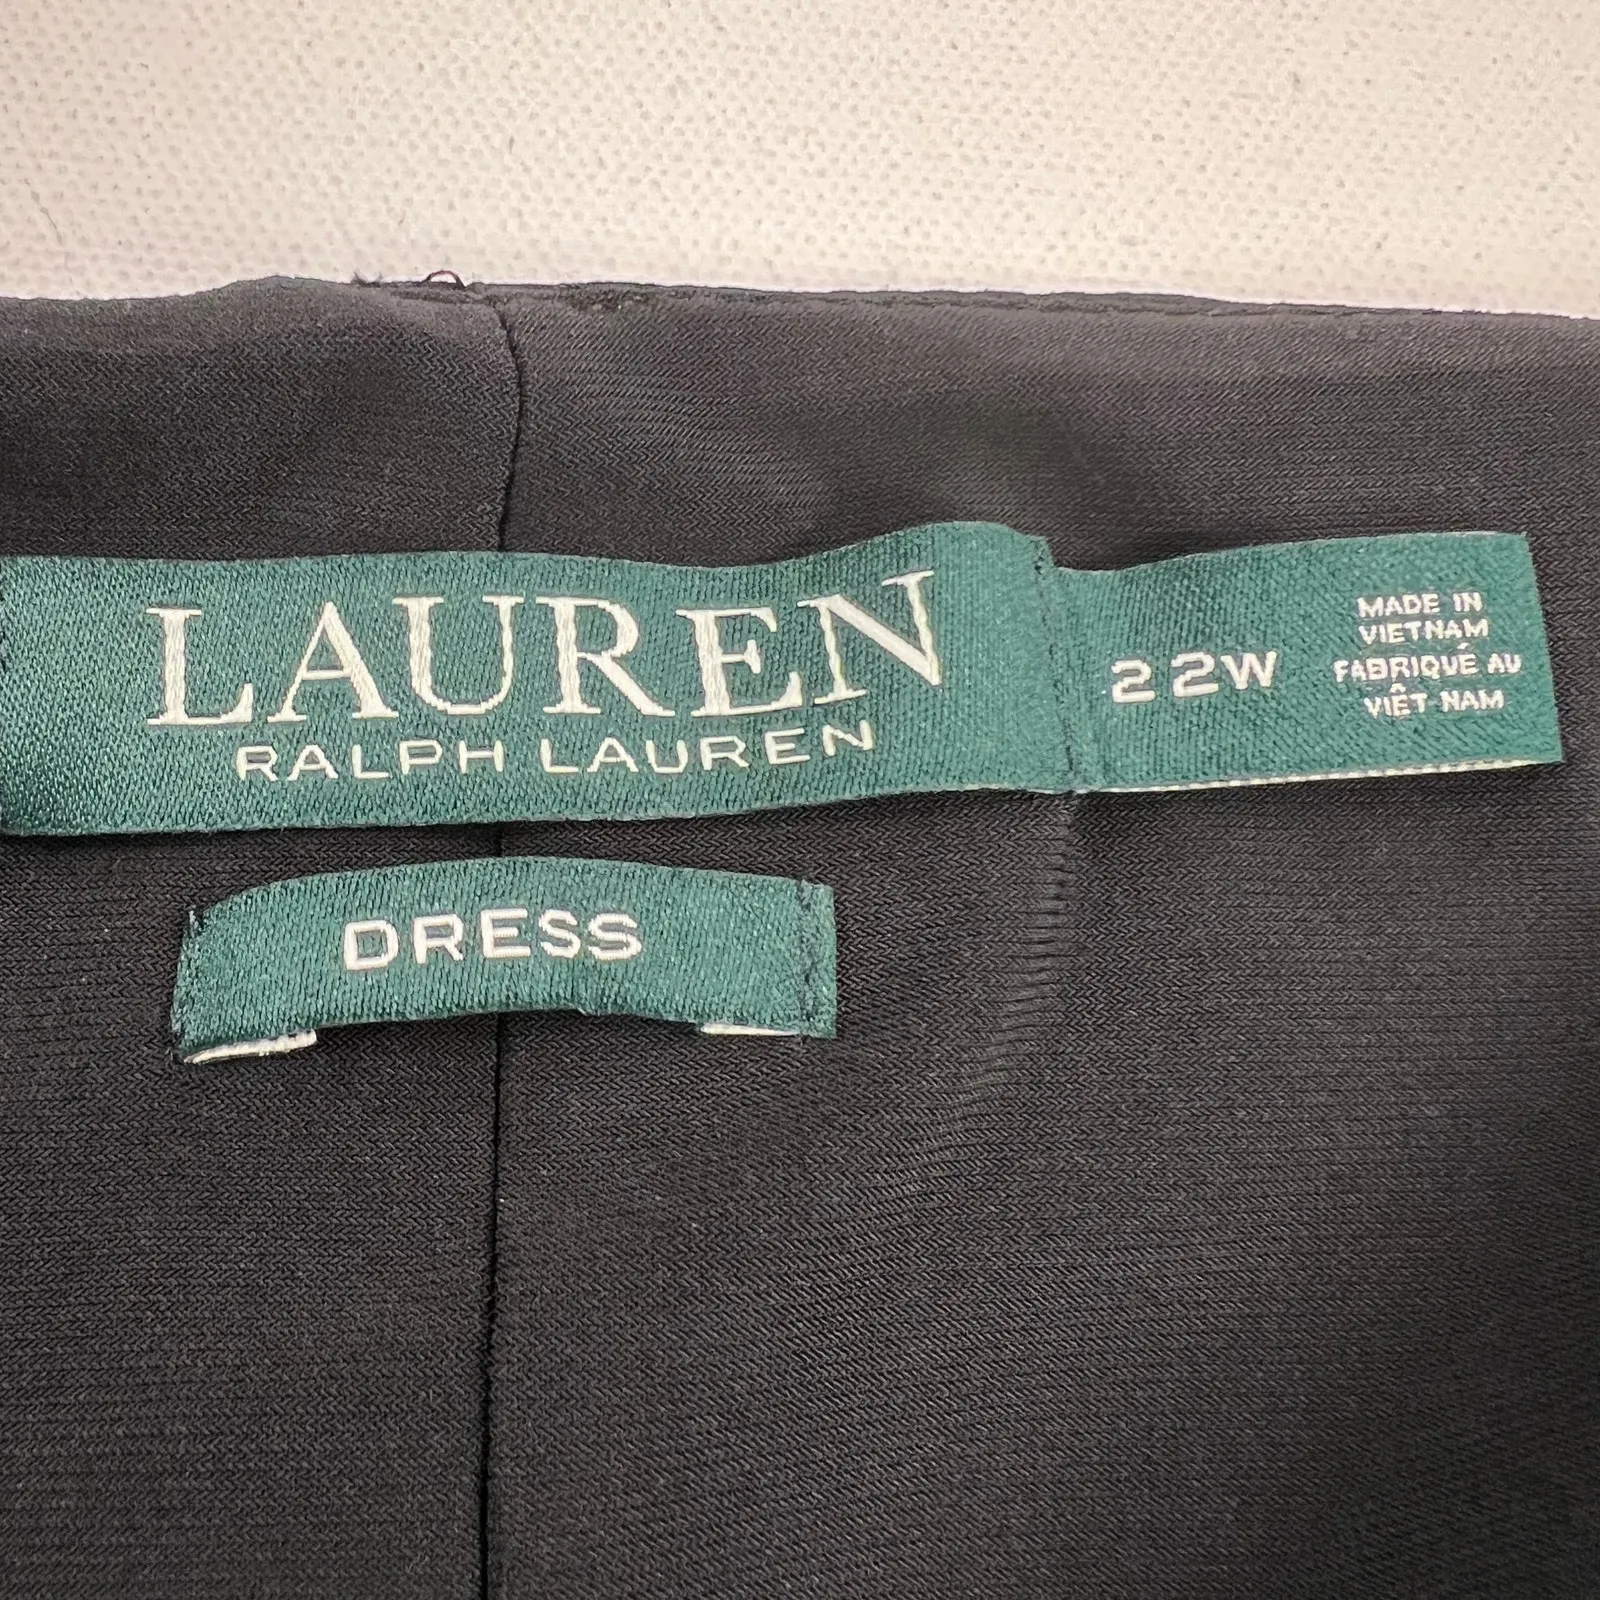 LAUREN
RALPH LAUREN
22W
MADE IN
VIETNAM
FABRIQUÉ AU
VIÊT NAM
DRESS